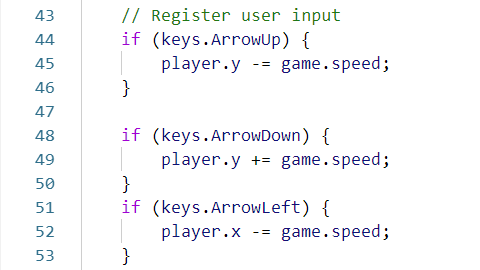 43 // Register user input
44 if (keys.ArrowUp) {
45 player.y -= game.speed;
46 }
47
48 if (keys.ArrowDown) {
49 player.y += game.speed;
50 }
51 if (keys.ArrowLeft) {
52 player.x -= game.speed;
53 }